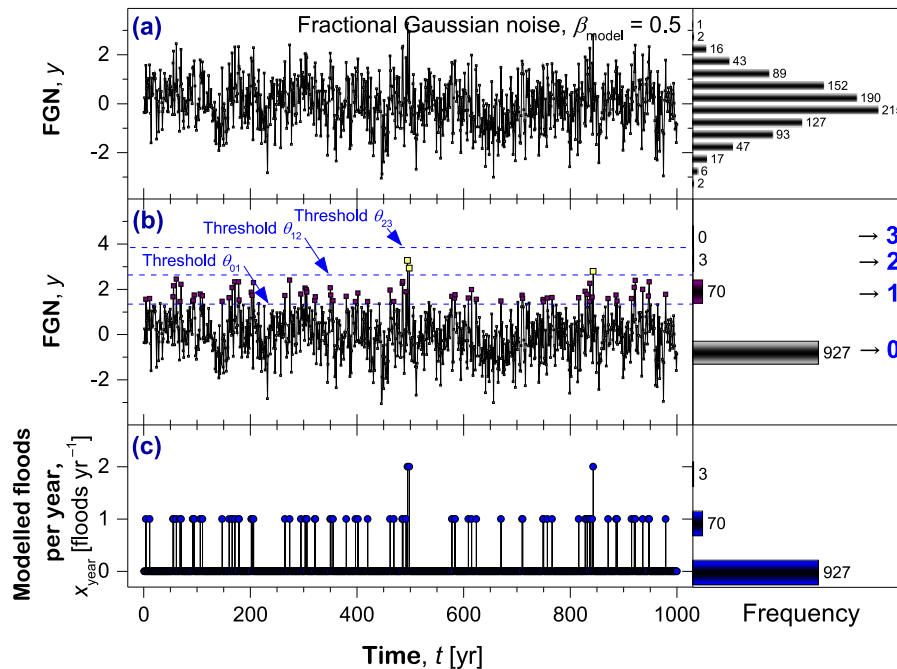 (a)
Fractional Gaussian noise, βmodel = 0.5
FGN, y
2
0
-2
1
2
16
43
89
152
190
215
127
93
47
17
6
2
(b)
Threshold θ23
Threshold θ12
Threshold θ01
FGN, y
4
2
0
-2
0 → 3
3 → 2
70 → 1
927 → 0
(c)
Modelled floods
per year,
xyear [floods yr−1]
2
1
0
3
70
927
0 200 400 600 800 1000
Time, t [yr]
Frequency